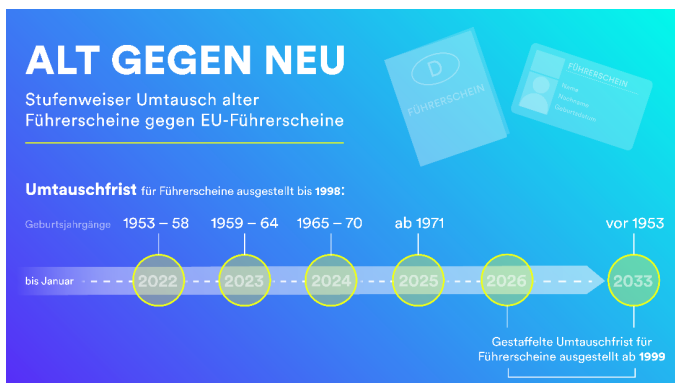 ALT GEGEN NEU
Stufenweiser Umtausch alter
Führerscheine gegen EU-Führerscheine
D
FÜHRERSCHEIN
FÜHRERSCHEIN
Name
Nachname
Geburtsdatum
Umtauschfrist für Führerscheine ausgestellt bis 1998:
Geburtsjahrgänge 1953 – 58 1959 – 64 1965 – 70 ab 1971 vor 1953
bis Januar 2022 2023 2024 2025 2026 2033
Gestaffelte Umtauschfrist für
Führerscheine ausgestellt ab 1999